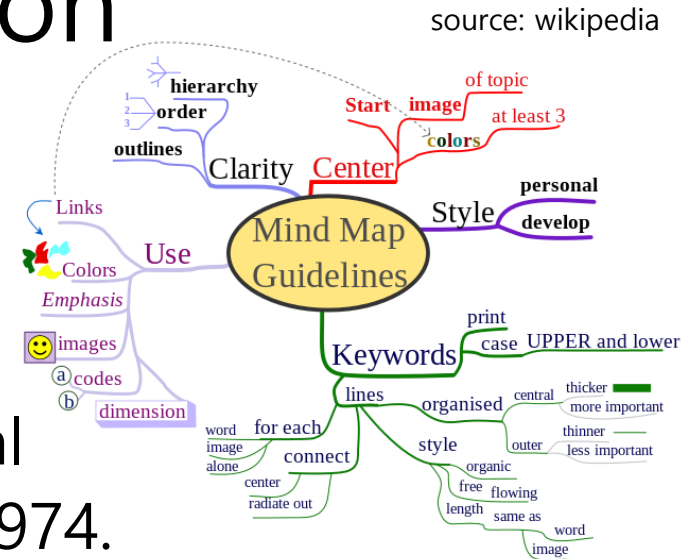 on
source: wikipedia
hierarchy
1
2
3
order
outlines
Clarity
Start
image
of topic
at least 3
colors
Center
Style
personal
develop
Mind Map
Guidelines
Links
Use
Colors
Emphasis
images
a
codes
b
dimension
Keywords
print
case
UPPER and lower
lines
organised
central
thicker
more important
outer
thinner
less important
for each
word
image
alone
connect
center
radiate out
style
organic
free
flowing
length
same as
word
image
al
974.